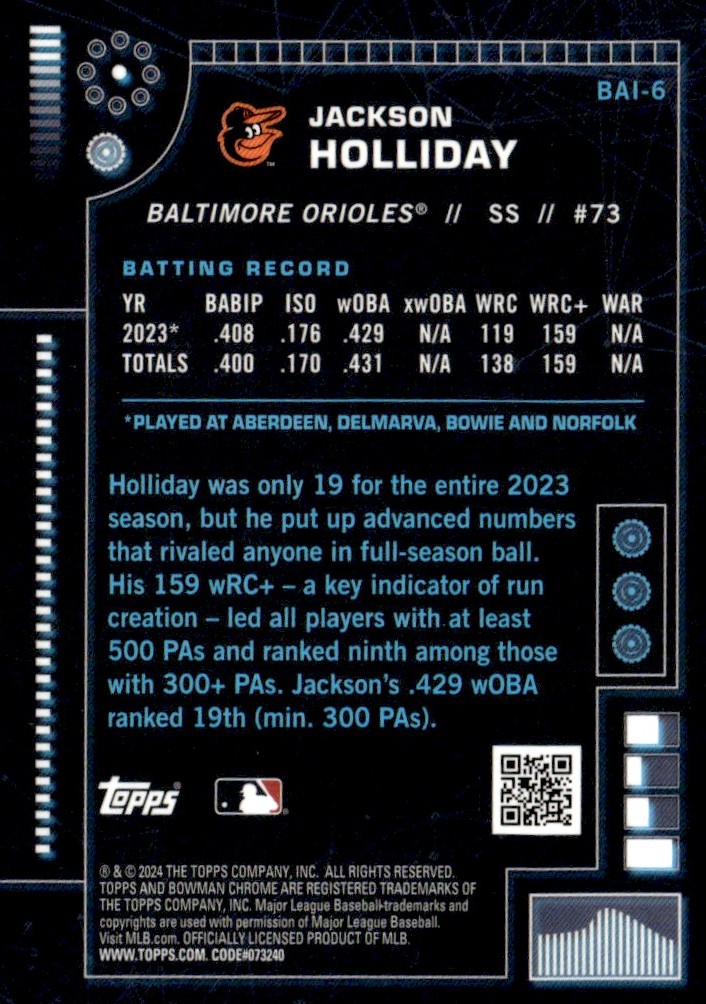 BAI-6
JACKSON
HOLLIDAY
™
BALTIMORE ORIOLES® // SS // #73
BATTING RECORD
YR BABIP ISO wOBA xwOBA WRC WRC+ WAR
2023* .408 .176 .429 N/A 119 159 N/A
TOTALS .400 .170 .431 N/A 138 159 N/A
*PLAYED AT ABERDEEN, DELMARVA, BOWIE AND NORFOLK
Holliday was only 19 for the entire 2023
season, but he put up advanced numbers
that rivaled anyone in full-season ball.
His 159 wRC+ – a key indicator of run
creation – led all players with at least
500 PAs and ranked ninth among those
with 300+ PAs. Jackson's .429 wOBA
ranked 19th (min. 300 PAs).
topps®
® & © 2024 THE TOPPS COMPANY, INC. ALL RIGHTS RESERVED.
TOPPS AND BOWMAN CHROME ARE REGISTERED TRADEMARKS OF
THE TOPPS COMPANY, INC. Major League Baseball trademarks and
copyrights are used with permission of Major League Baseball.
Visit MLB.com. OFFICIALLY LICENSED PRODUCT OF MLB.
WWW.TOPPS.COM. CODE#073240